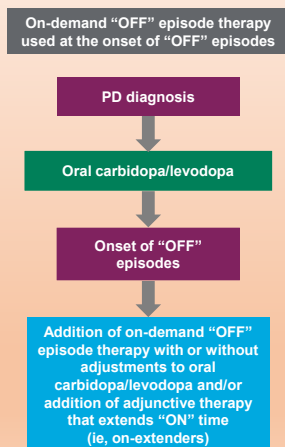 On-demand “OFF” episode therapy
used at the onset of “OFF” episodes
PD diagnosis
Oral carbidopa/levodopa
Onset of “OFF”
episodes
Addition of on-demand “OFF”
episode therapy with or without
adjustments to oral
carbidopa/levodopa and/or
addition of adjunctive therapy
that extends “ON” time
(ie, on-extenders)